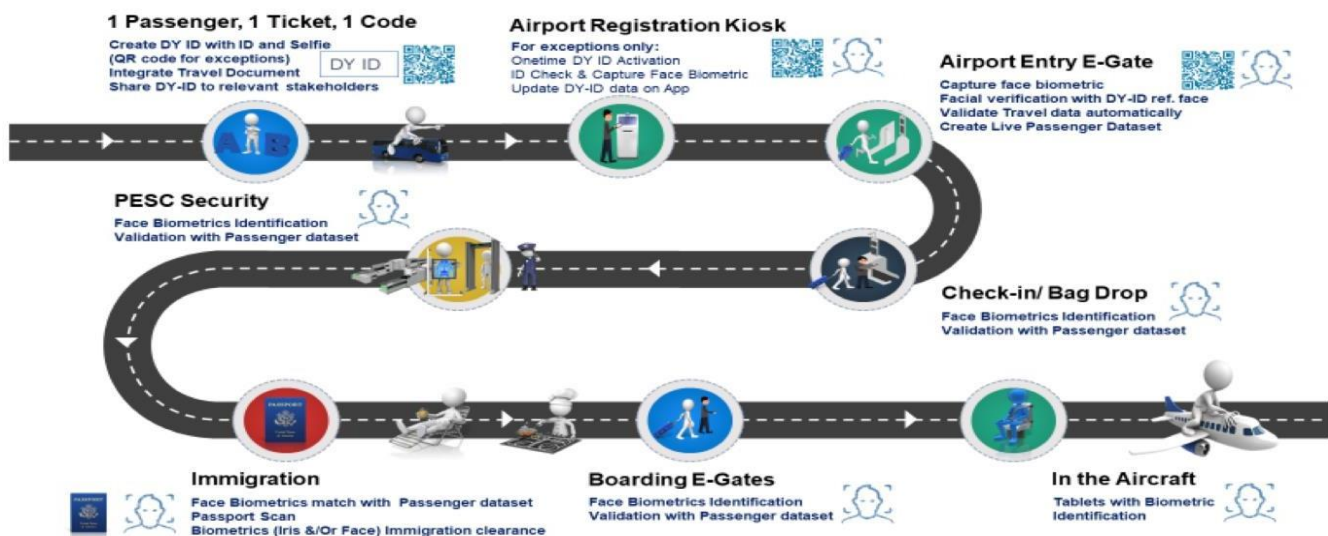 1 Passenger, 1 Ticket, 1 Code
Create DY ID with ID and Selfie
(QR code for exceptions)
Integrate Travel Document
Share DY-ID to relevant stakeholders
DY ID
Airport Registration Kiosk
For exceptions only:
Onetime DY ID Activation
ID Check & Capture Face Biometric
Update DY-ID data on App
Airport Entry E-Gate
Capture face biometric
Facial verification with DY-ID ref. face
Validate Travel data automatically
Create Live Passenger Dataset
A B
PESC Security
Face Biometrics Identification
Validation with Passenger dataset
Check-in/ Bag Drop
Face Biometrics Identification
Validation with Passenger dataset
PASSPORT
Immigration
Face Biometrics match with Passenger dataset
Passport Scan
Biometrics (Iris &/Or Face) Immigration clearance
PASSPORT
Boarding E-Gates
Face Biometrics Identification
Validation with Passenger dataset
In the Aircraft
Tablets with Biometric
Identification